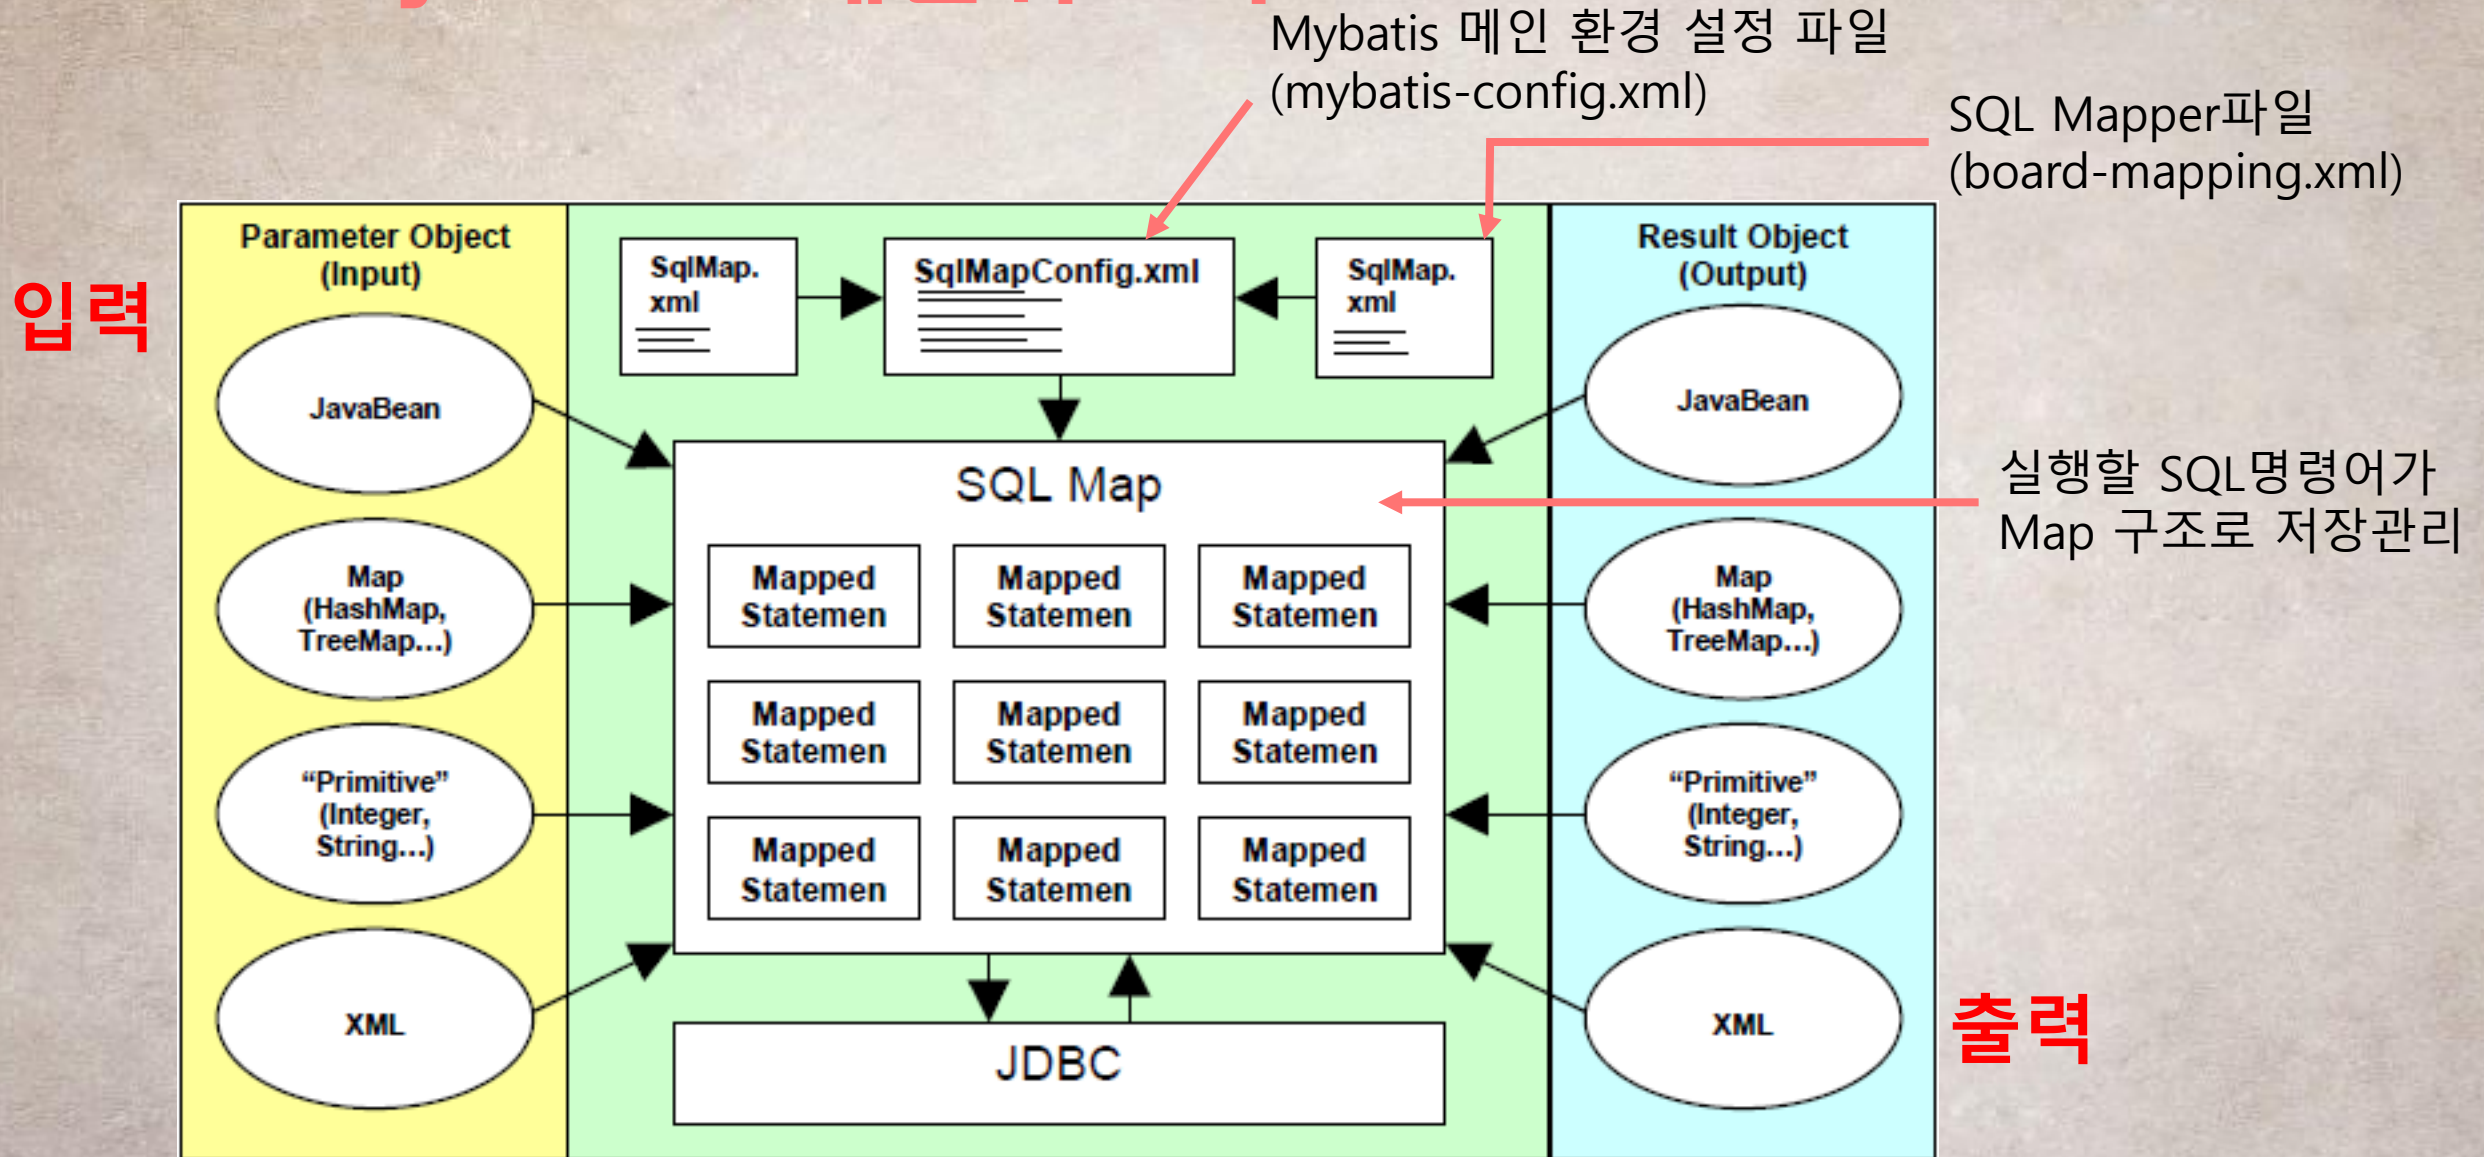 Mybatis 메인 환경 설정 파일
(mybatis-config.xml)
SQL Mapper파일
(board-mapping.xml)
입력
Parameter Object
(Input)
JavaBean
Map
(HashMap,
TreeMap...)
“Primitive”
(Integer,
String...)
XML
SqlMap.
xml
SqlMapConfig.xml
SqlMap.
xml
SQL Map
Mapped
Statemen
Mapped
Statemen
Mapped
Statemen
Mapped
Statemen
Mapped
Statemen
Mapped
Statemen
Mapped
Statemen
Mapped
Statemen
Mapped
Statemen
JDBC
Result Object
(Output)
JavaBean
Map
(HashMap,
TreeMap...)
“Primitive”
(Integer,
String...)
XML
실행할 SQL명령어가
Map 구조로 저장관리
출력